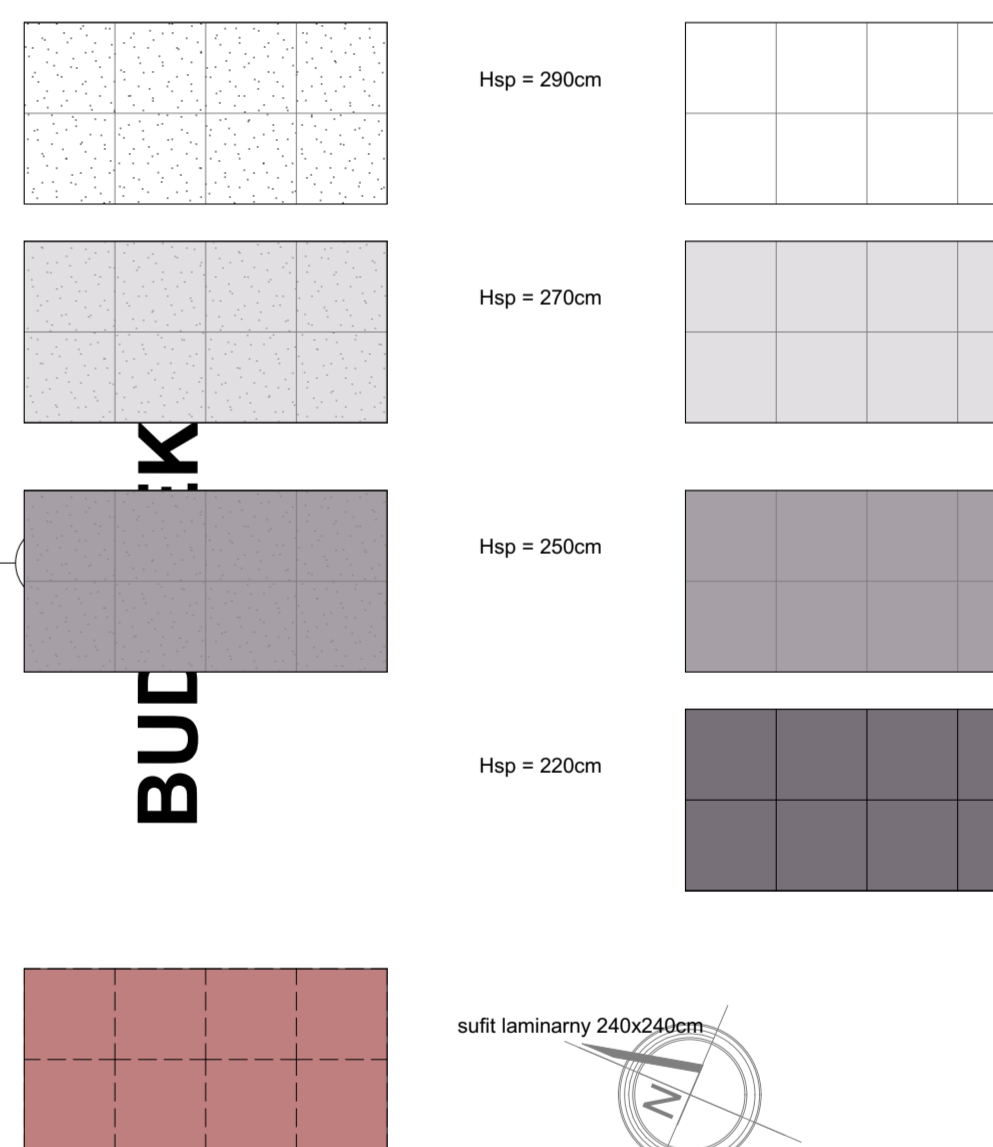 Hsp = 290cm
Hsp = 270cm
Hsp = 250cm
Hsp = 220cm
sufit laminarny 240x240cm
N